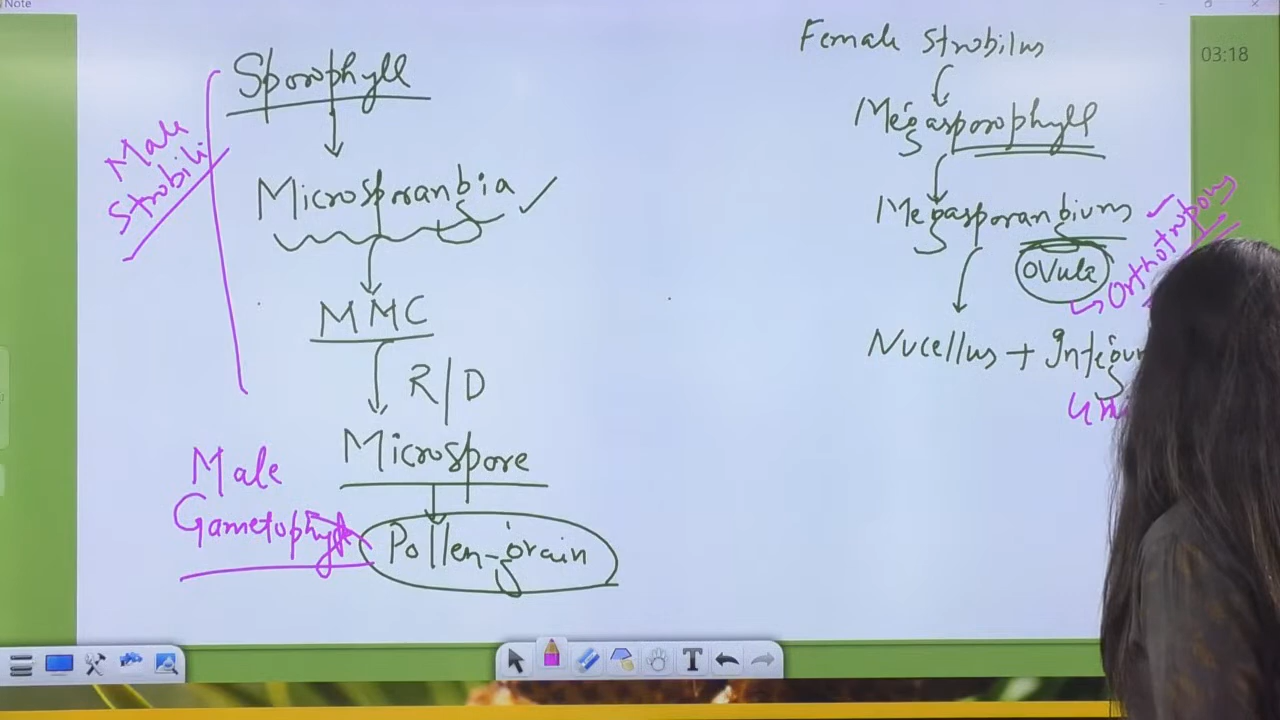 Note
03:18
Sporophyll
Male
Strobili
Microsporangia
MMC
R/D
Microspore
Male
Gametophyte
Pollen-grain
Female Strobilus
Megasporophyll
Megasporangium
Ovule
Orthotropous
Nucellus +
T